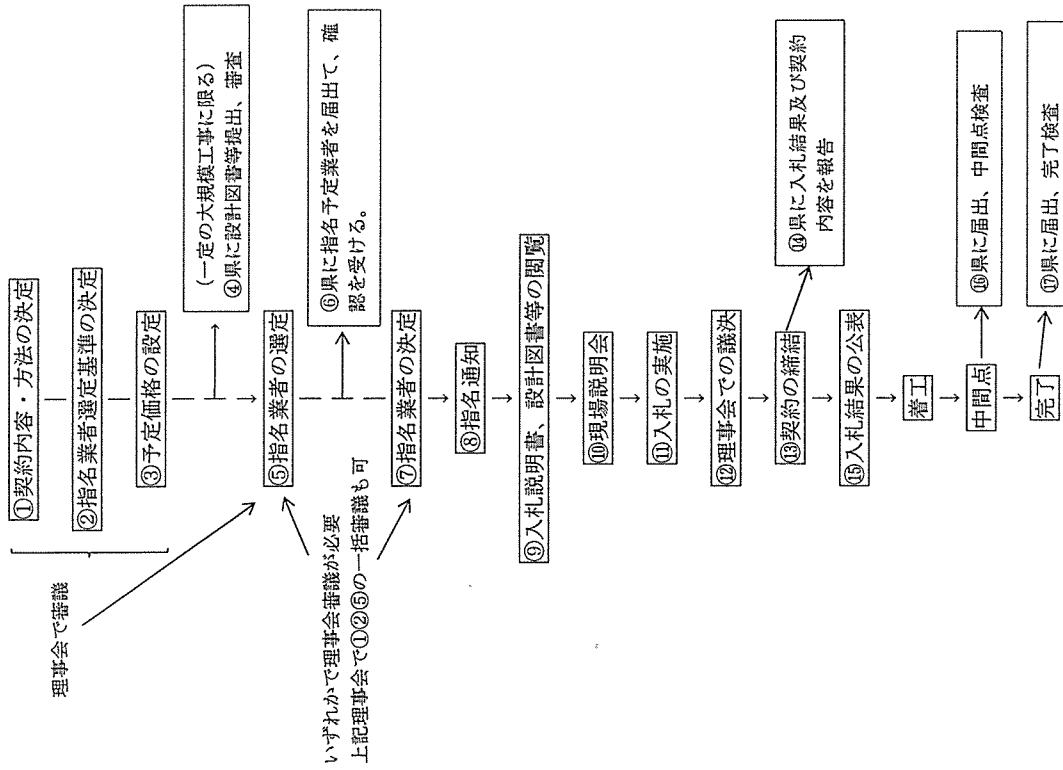 ①契約内容・方法の決定
②指名業者選定基準の決定
③予定価格の設定
理事会で審議
(一定の大規模工事に限る)
④県に設計図書等提出、審査
⑤指名業者の選定
⑥県に指名予定業者を届出て、確
認を受ける。
いずれかで理事会審議が必要
上記理事会で①②⑤の一括審議も可
⑦指名業者の決定
⑧指名通知
⑨入札説明書、設計図書等の閲覧
⑩現場説明会
⑪入札の実施
⑫理事会での議決
⑬契約の締結
⑭県に入札結果及び契約
内容を報告
⑮入札結果の公表
着工
中間点
⑯県に届出、中間点検査
完了
⑰県に届出、完了検査